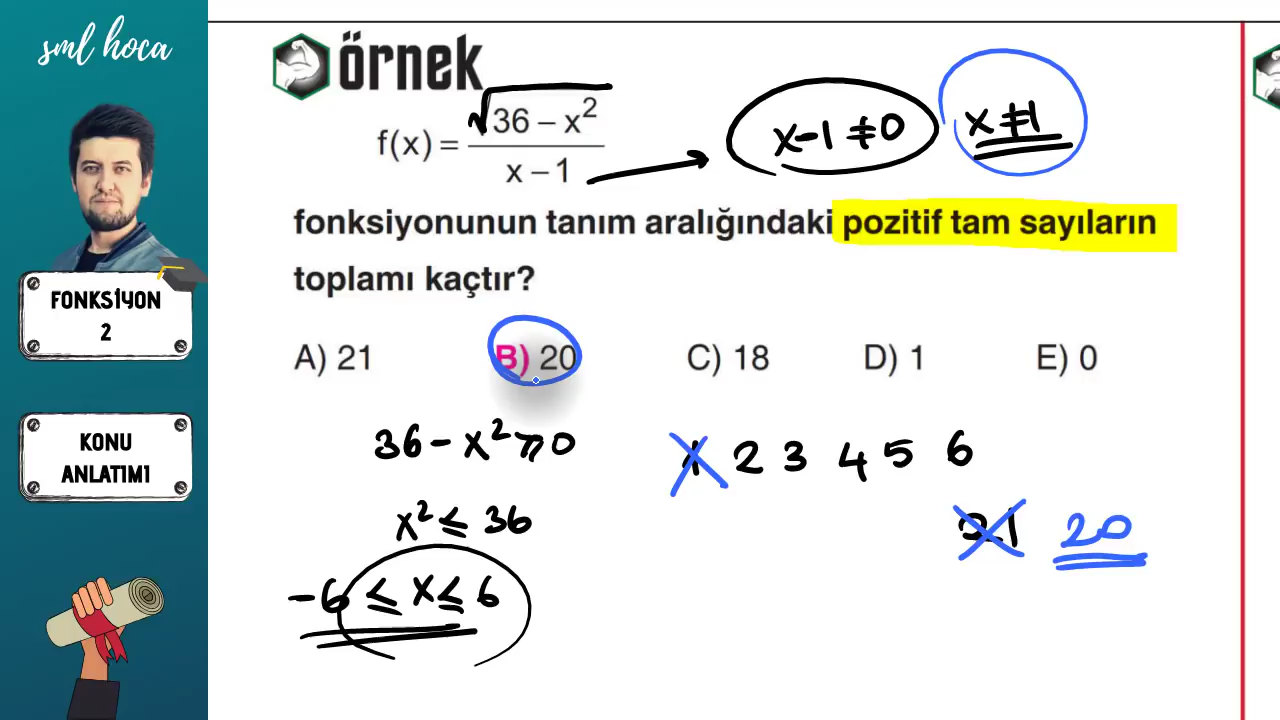 sml hoca
FONKSİYON
2
KONU
ANLATIMI
örnek
f(x) = √36 – x² / x – 1
x-1 ≠ 0
x ≠ 1
fonksiyonunun tanım aralığındaki pozitif tam sayıların
toplamı kaçtır?
A) 21 B) 20 C) 18 D) 1 E) 0
36 - x² ≥ 0
x² ≤ 36
-6 ≤ x ≤ 6
1 2 3 4 5 6
21 20